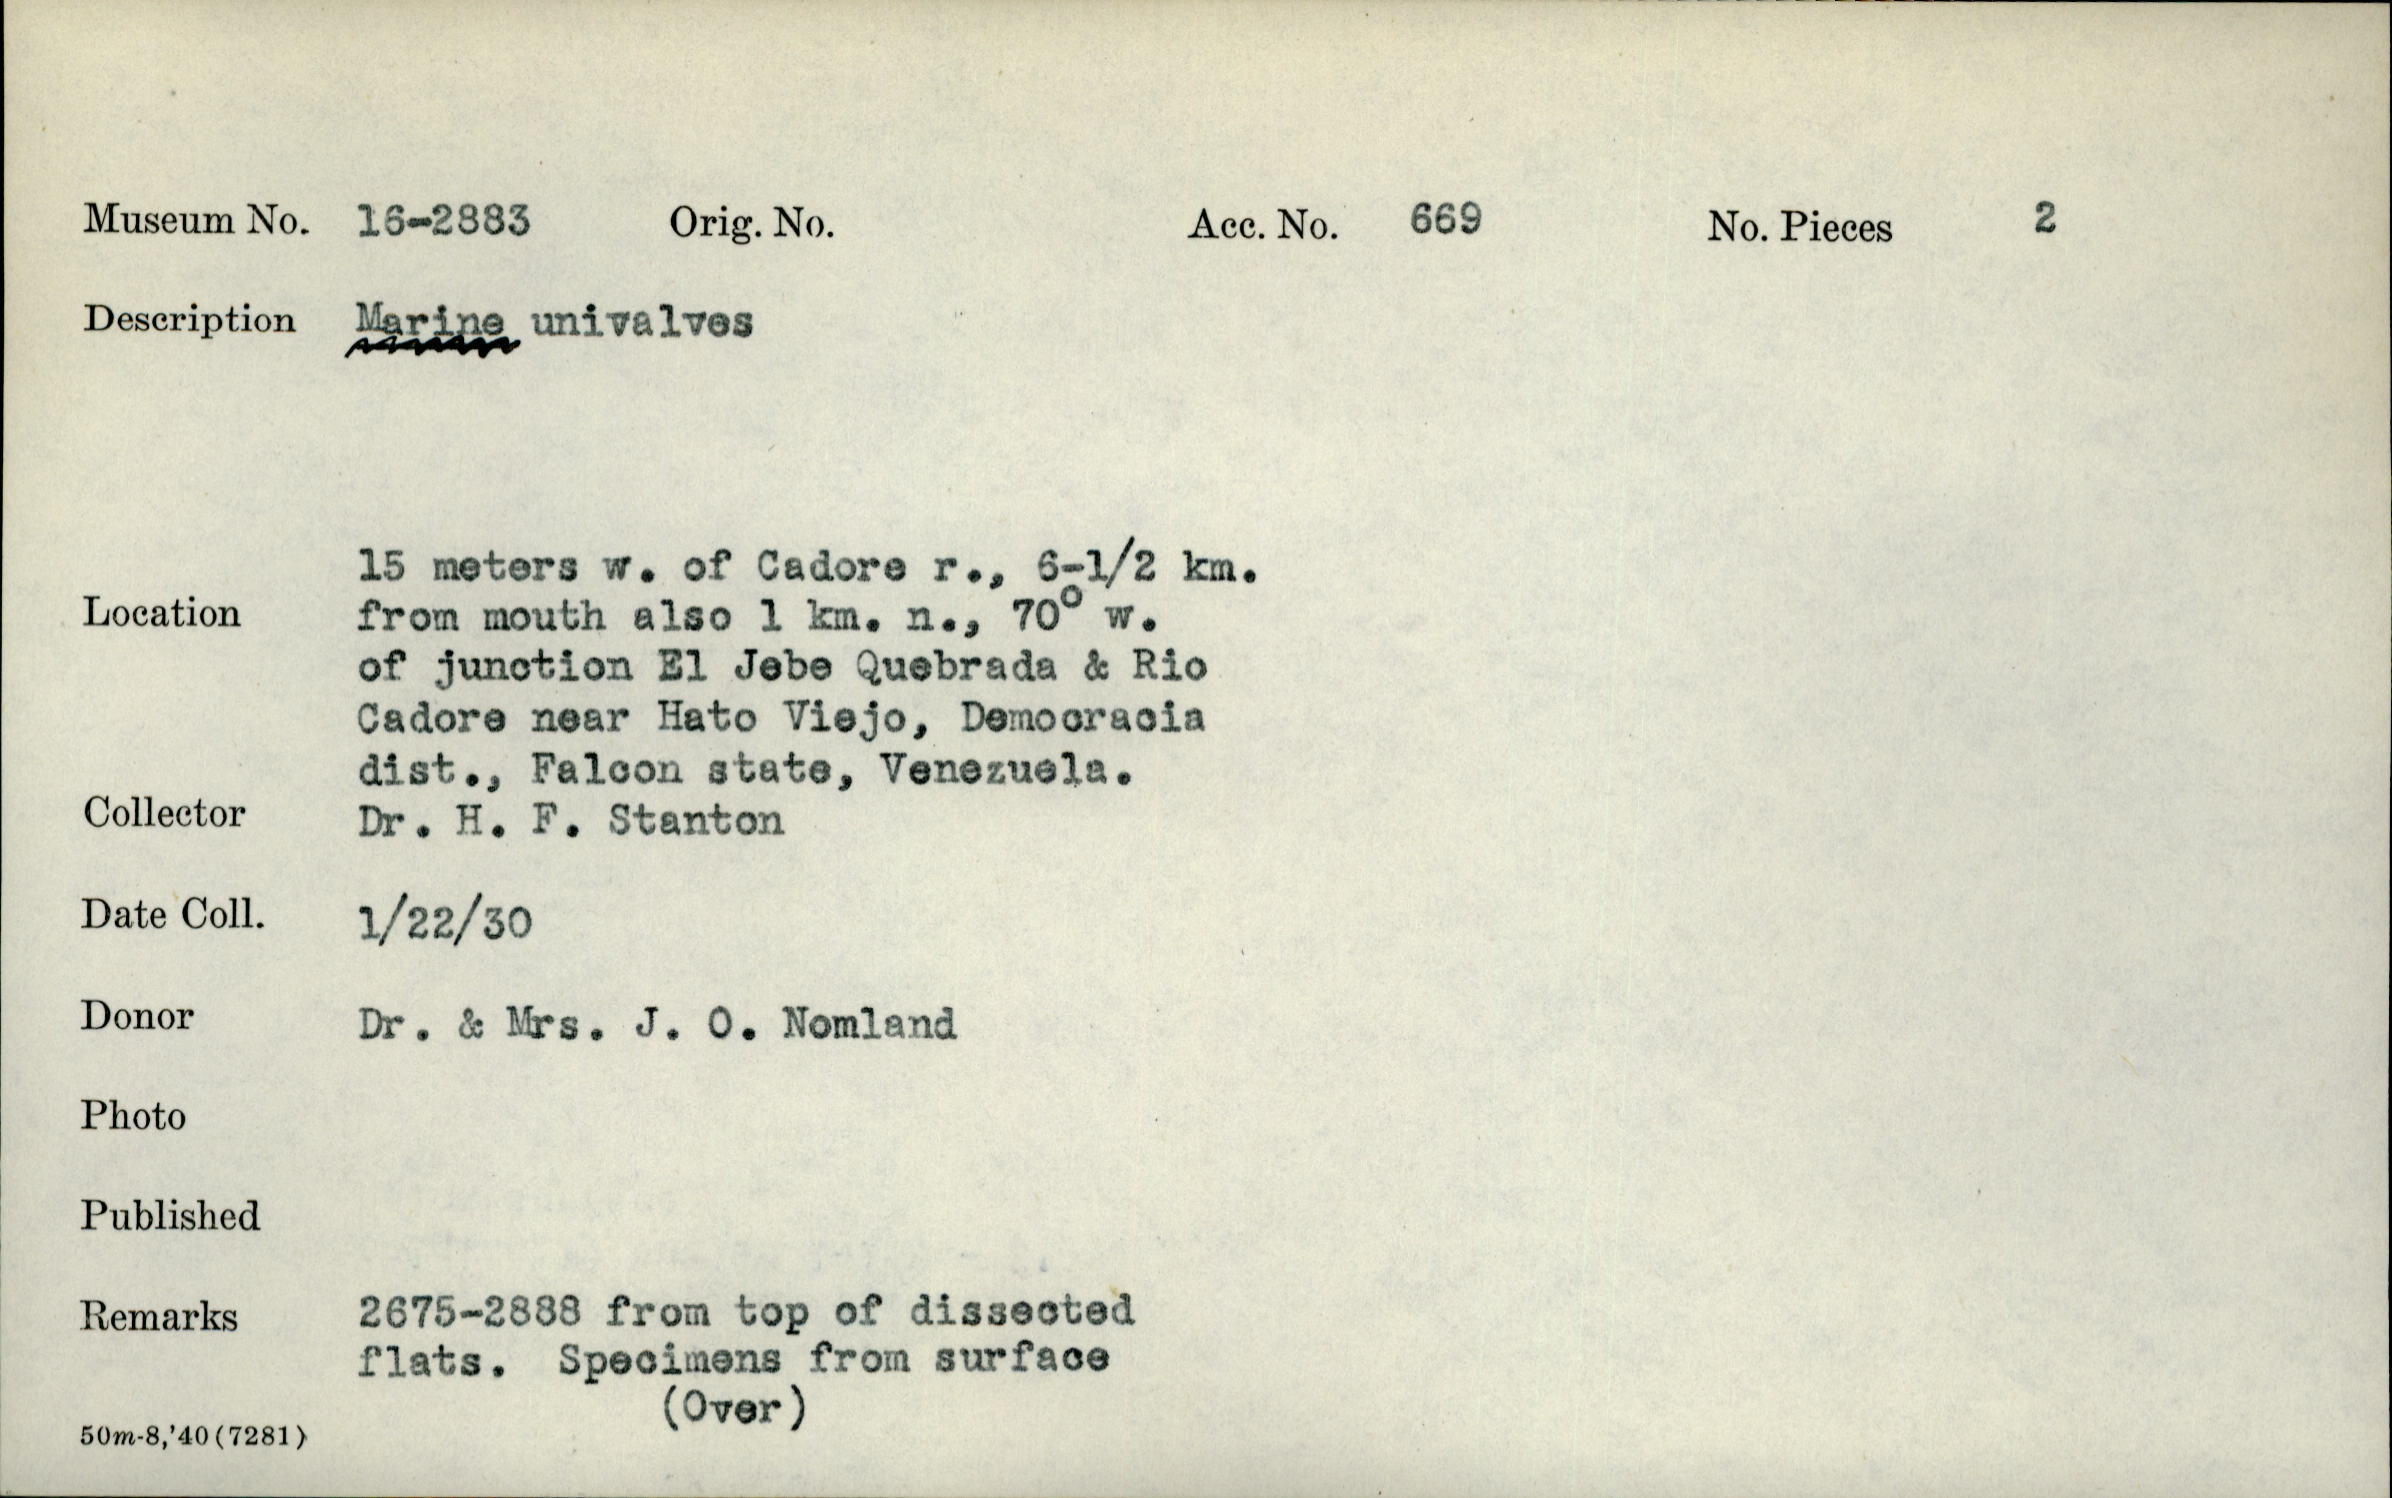 Museum No. 16-2883 Orig. No. Acc. No. 669 No. Pieces 2
Description Marine univalves
15 meters w. of Cadore r., 6-1/2 km.
Location from mouth also 1 km. n., 70° w.
of junction El Jebe Quebrada & Rio
Cadore near Hato Viejo, Democracia
dist., Falcon state, Venezuela.
Collector Dr. H. F. Stanton
Date Coll. 1/22/30
Donor Dr. & Mrs. J. O. Nomland
Photo
Published
Remarks 2675-2888 from top of dissected
flats. Specimens from surface
(Over)
50m-8,'40(7281)